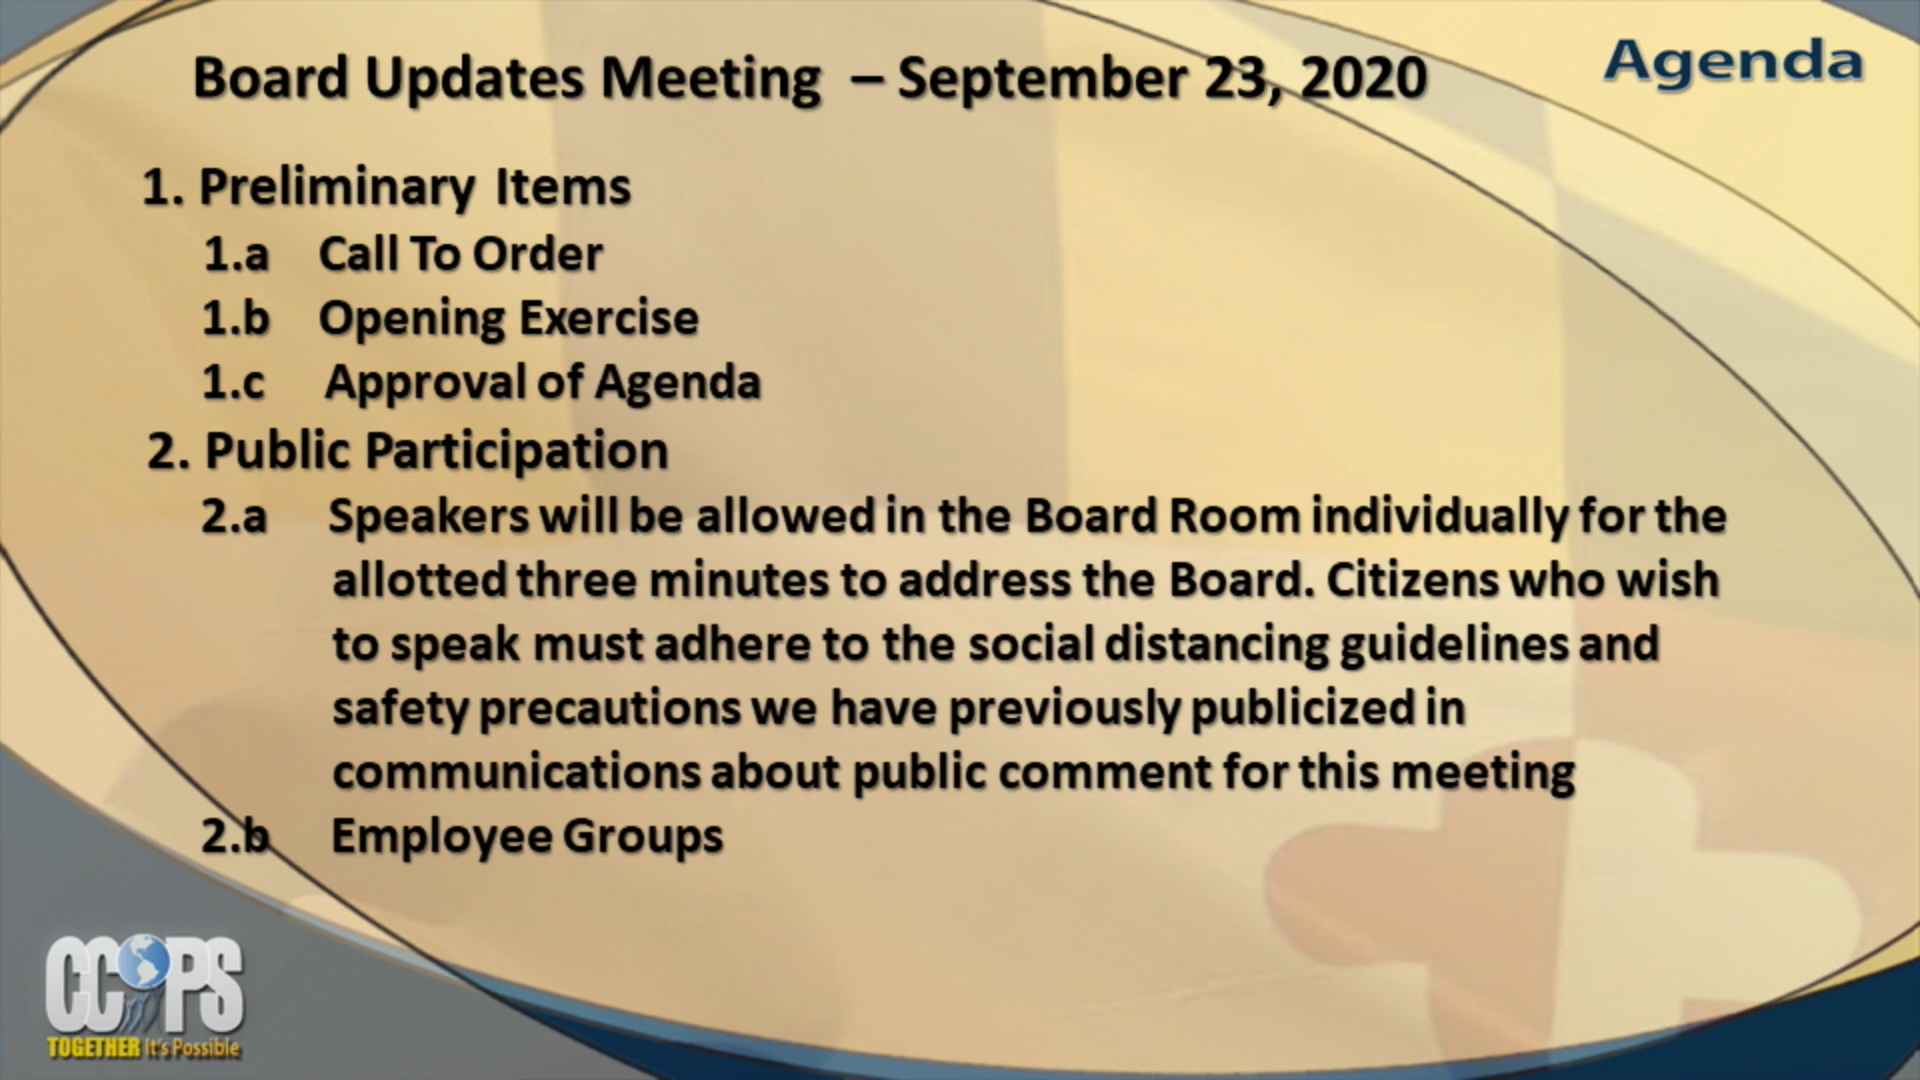 Board Updates Meeting – September 23, 2020
Agenda
1. Preliminary Items
1.a Call To Order
1.b Opening Exercise
1.c Approval of Agenda
2. Public Participation
2.a Speakers will be allowed in the Board Room individually for the
allotted three minutes to address the Board. Citizens who wish
to speak must adhere to the social distancing guidelines and
safety precautions we have previously publicized in
communications about public comment for this meeting
2.b Employee Groups
CCPS
TOGETHER It's Possible